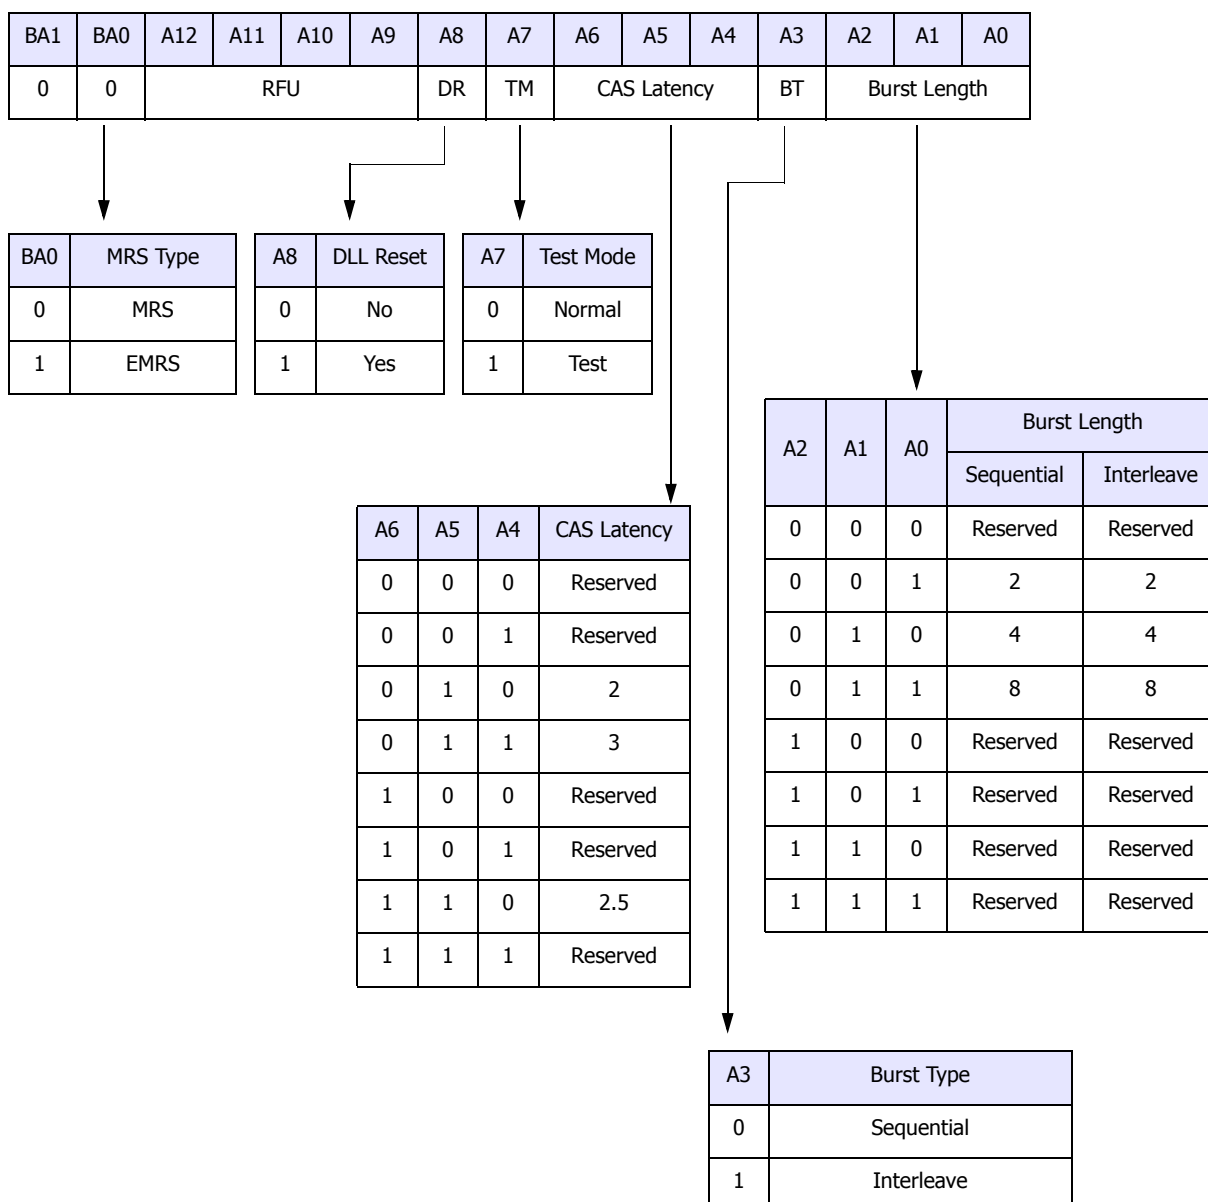 BA1 BA0 A12 A11 A10 A9 A8 A7 A6 A5 A4 A3 A2 A1 A0
0 0 RFU DR TM CAS Latency BT Burst Length
BA0 MRS Type
0 MRS
1 EMRS
A8 DLL Reset
0 No
1 Yes
A7 Test Mode
0 Normal
1 Test
A6 A5 A4 CAS Latency
0 0 0 Reserved
0 0 1 Reserved
0 1 0 2
0 1 1 3
1 0 0 Reserved
1 0 1 Reserved
1 1 0 2.5
1 1 1 Reserved
A2 A1 A0 Burst Length
Sequential Interleave
0 0 0 Reserved Reserved
0 0 1 2 2
0 1 0 4 4
0 1 1 8 8
1 0 0 Reserved Reserved
1 0 1 Reserved Reserved
1 1 0 Reserved Reserved
1 1 1 Reserved Reserved
A3 Burst Type
0 Sequential
1 Interleave